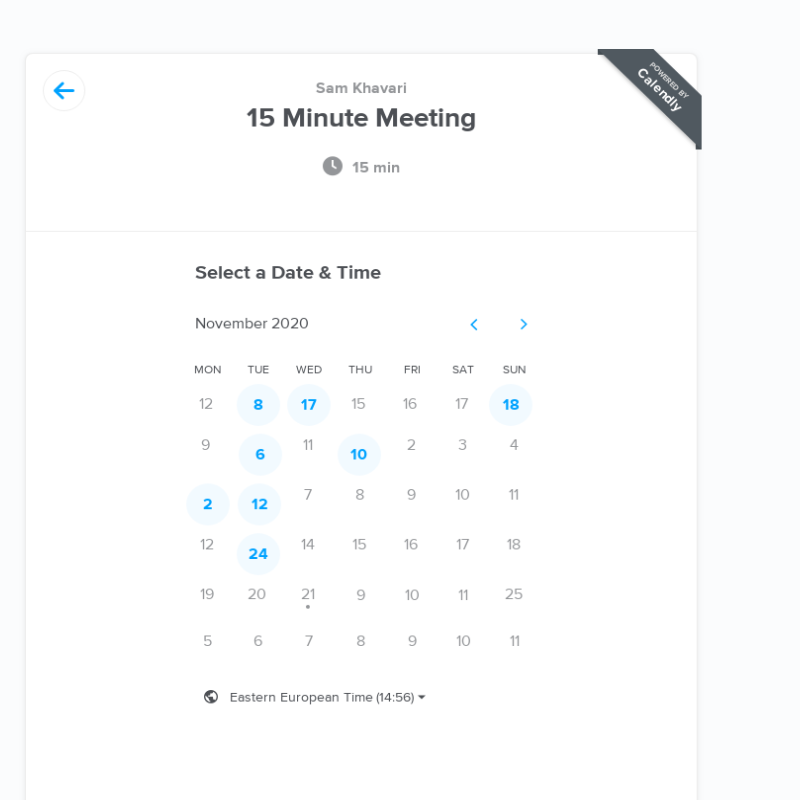 POWERED BY
Calendly
Sam Khavari
15 Minute Meeting
15 min
Select a Date & Time
November 2020
MON TUE WED THU FRI SAT SUN
12 8 17 15 16 17 18
9 6 11 10 2 3 4
2 12 7 8 9 10 11
12 24 14 15 16 17 18
19 20 21 9 10 11 25
5 6 7 8 9 10 11
Eastern European Time (14:56)